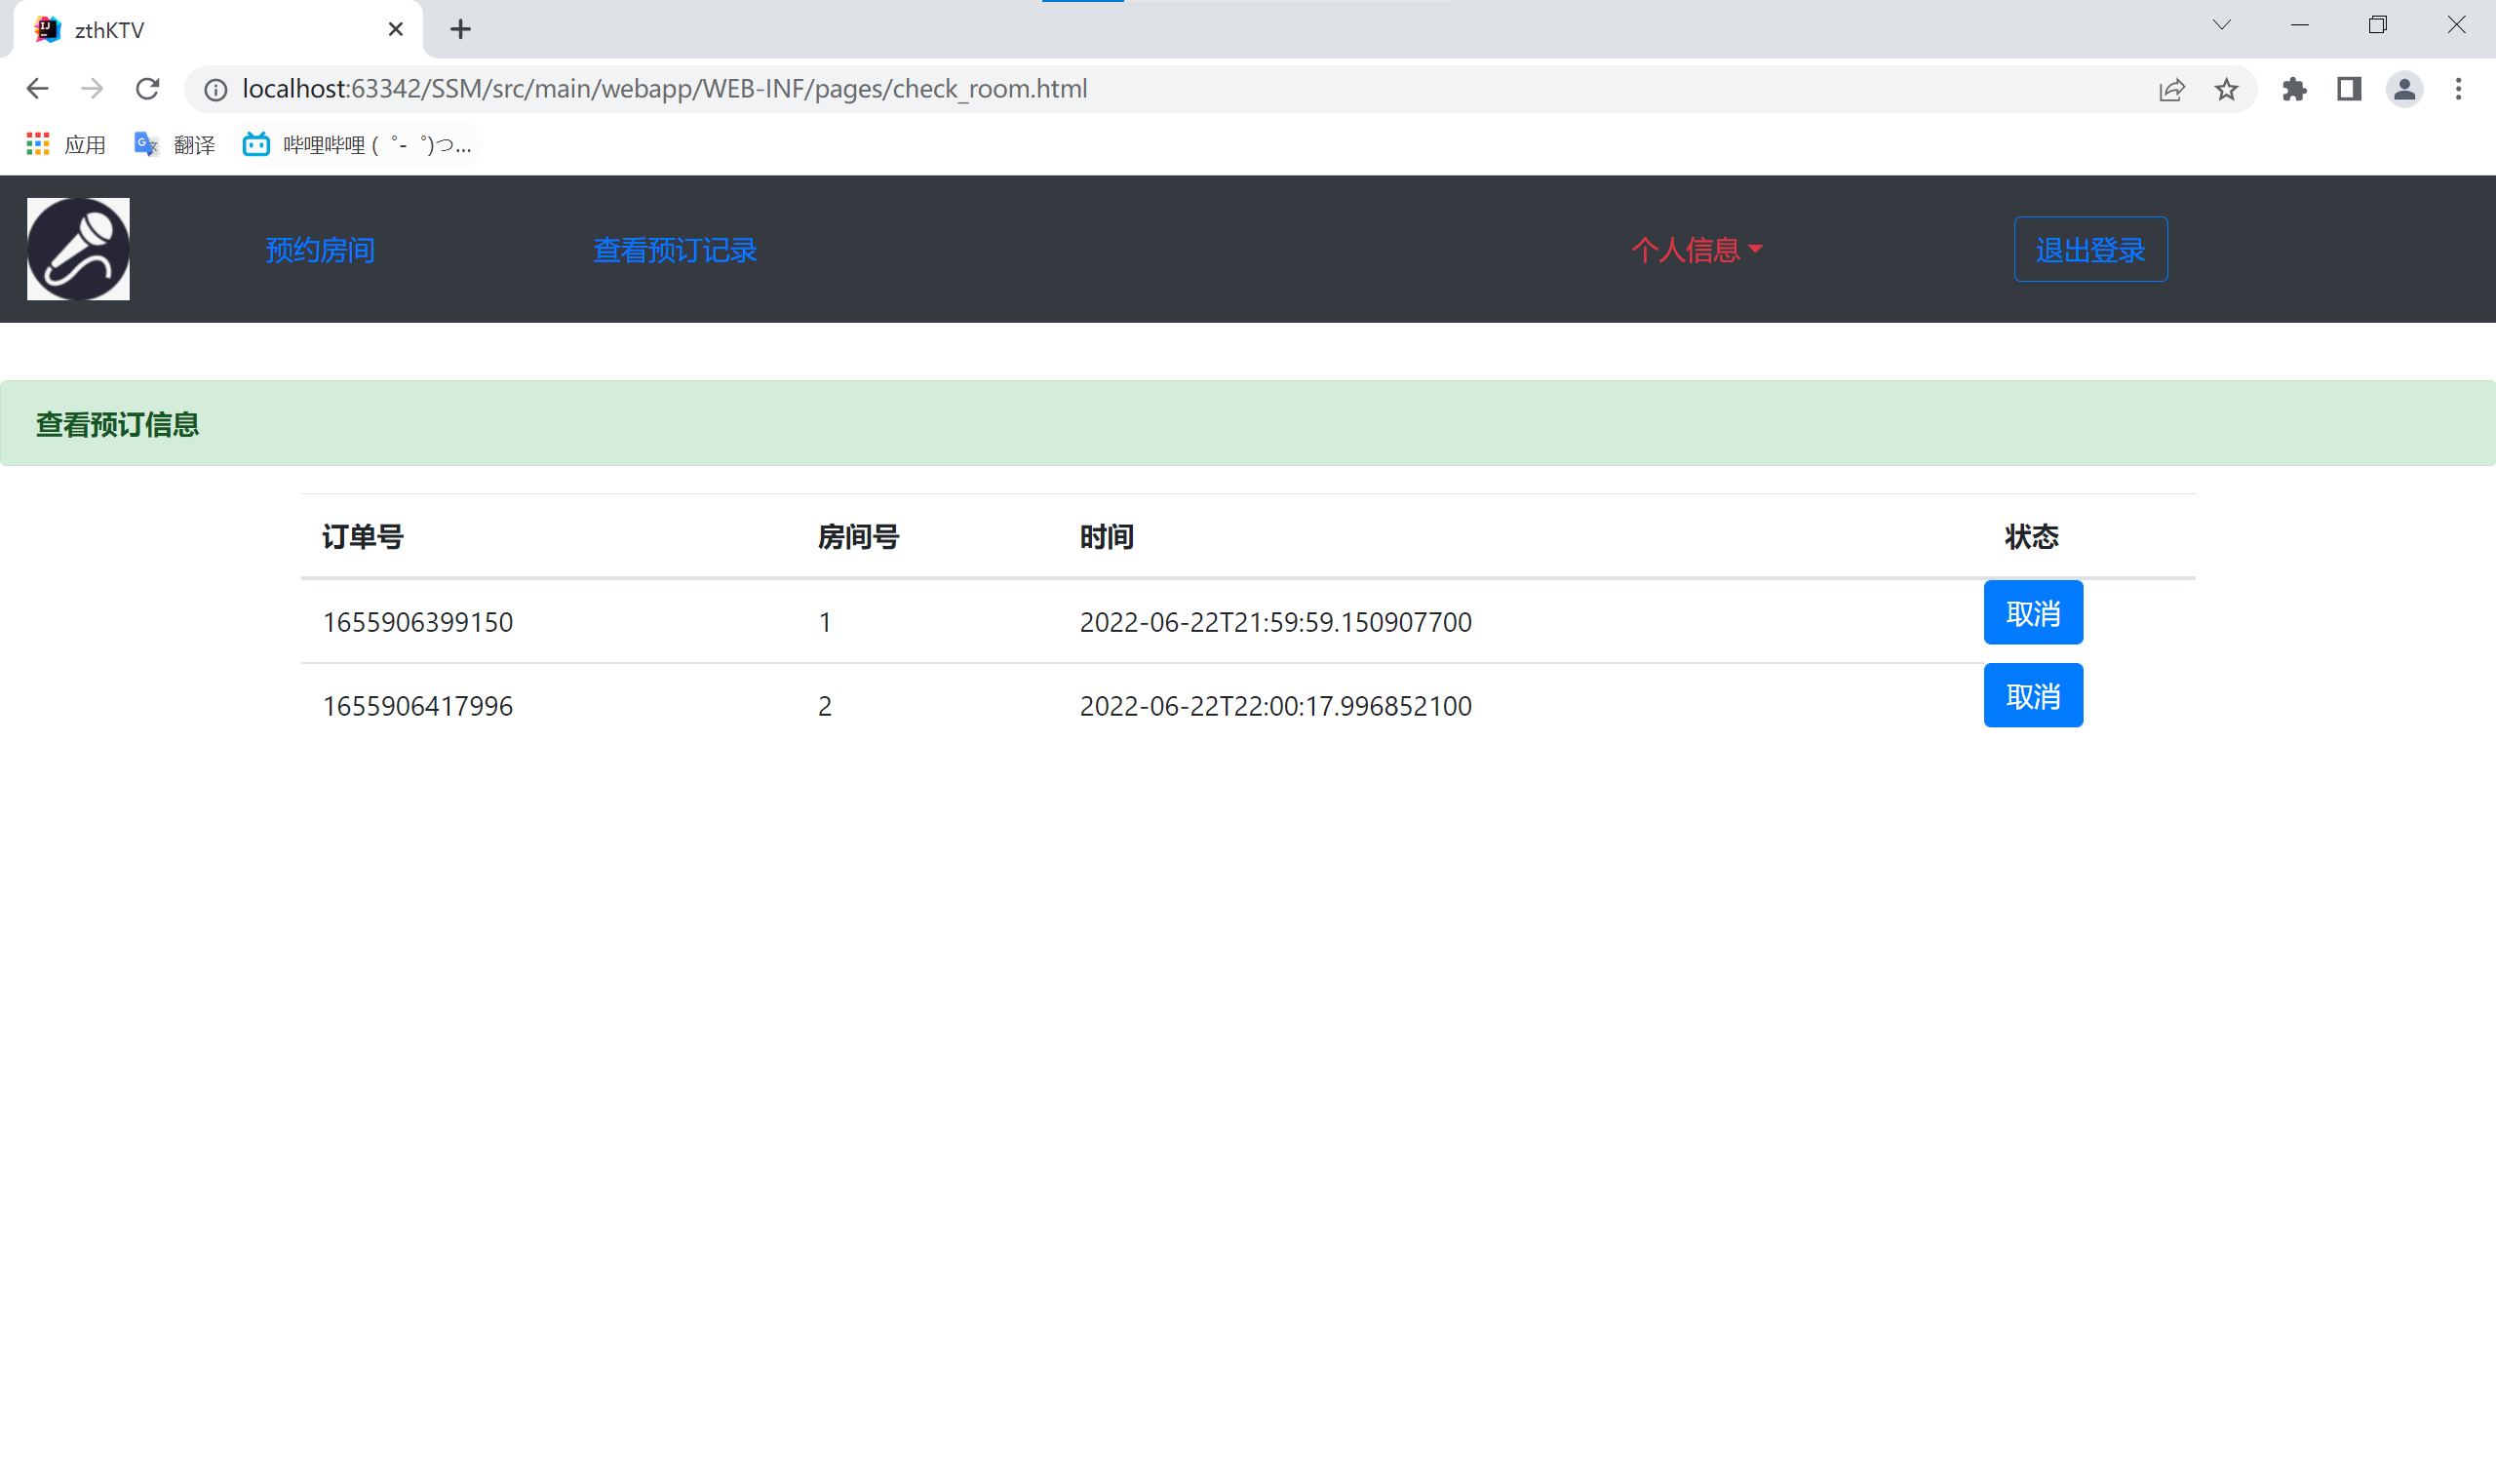 zthKTV
localhost:63342/SSM/src/main/webapp/WEB-INF/pages/check_room.html
应用 翻译 哔哩哔哩 (゜-゜)つ...
预约房间 查看预订记录 个人信息 退出登录
查看预订信息
订单号 房间号 时间 状态
1655906399150 1 2022-06-22T21:59:59.150907700 取消
1655906417996 2 2022-06-22T22:00:17.996852100 取消